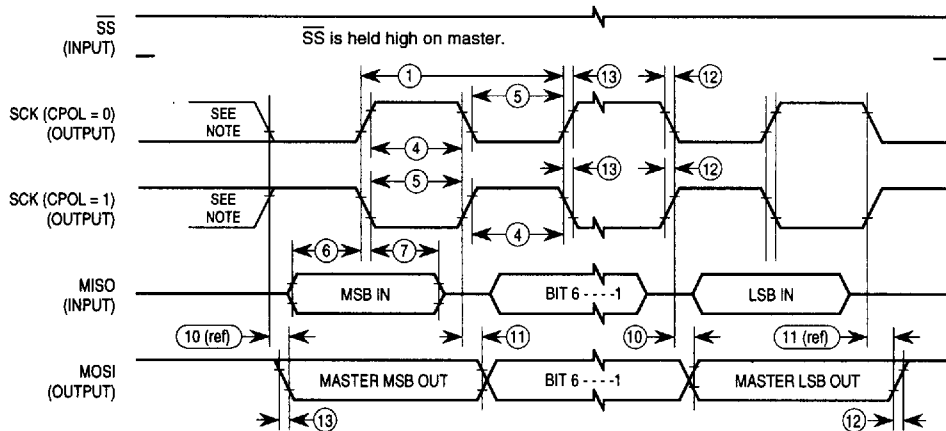 SS
(INPUT)
SS is held high on master.
1
13
12
5
SCK (CPOL = 0)
(OUTPUT)
SEE
NOTE
4
13
12
5
SCK (CPOL = 1)
(OUTPUT)
SEE
NOTE
4
6
7
MISO
(INPUT)
MSB IN
BIT 6 - - - - 1
LSB IN
10 (ref)
11
10
11 (ref)
MOSI
(OUTPUT)
MASTER MSB OUT
BIT 6 - - - - 1
MASTER LSB OUT
13
12